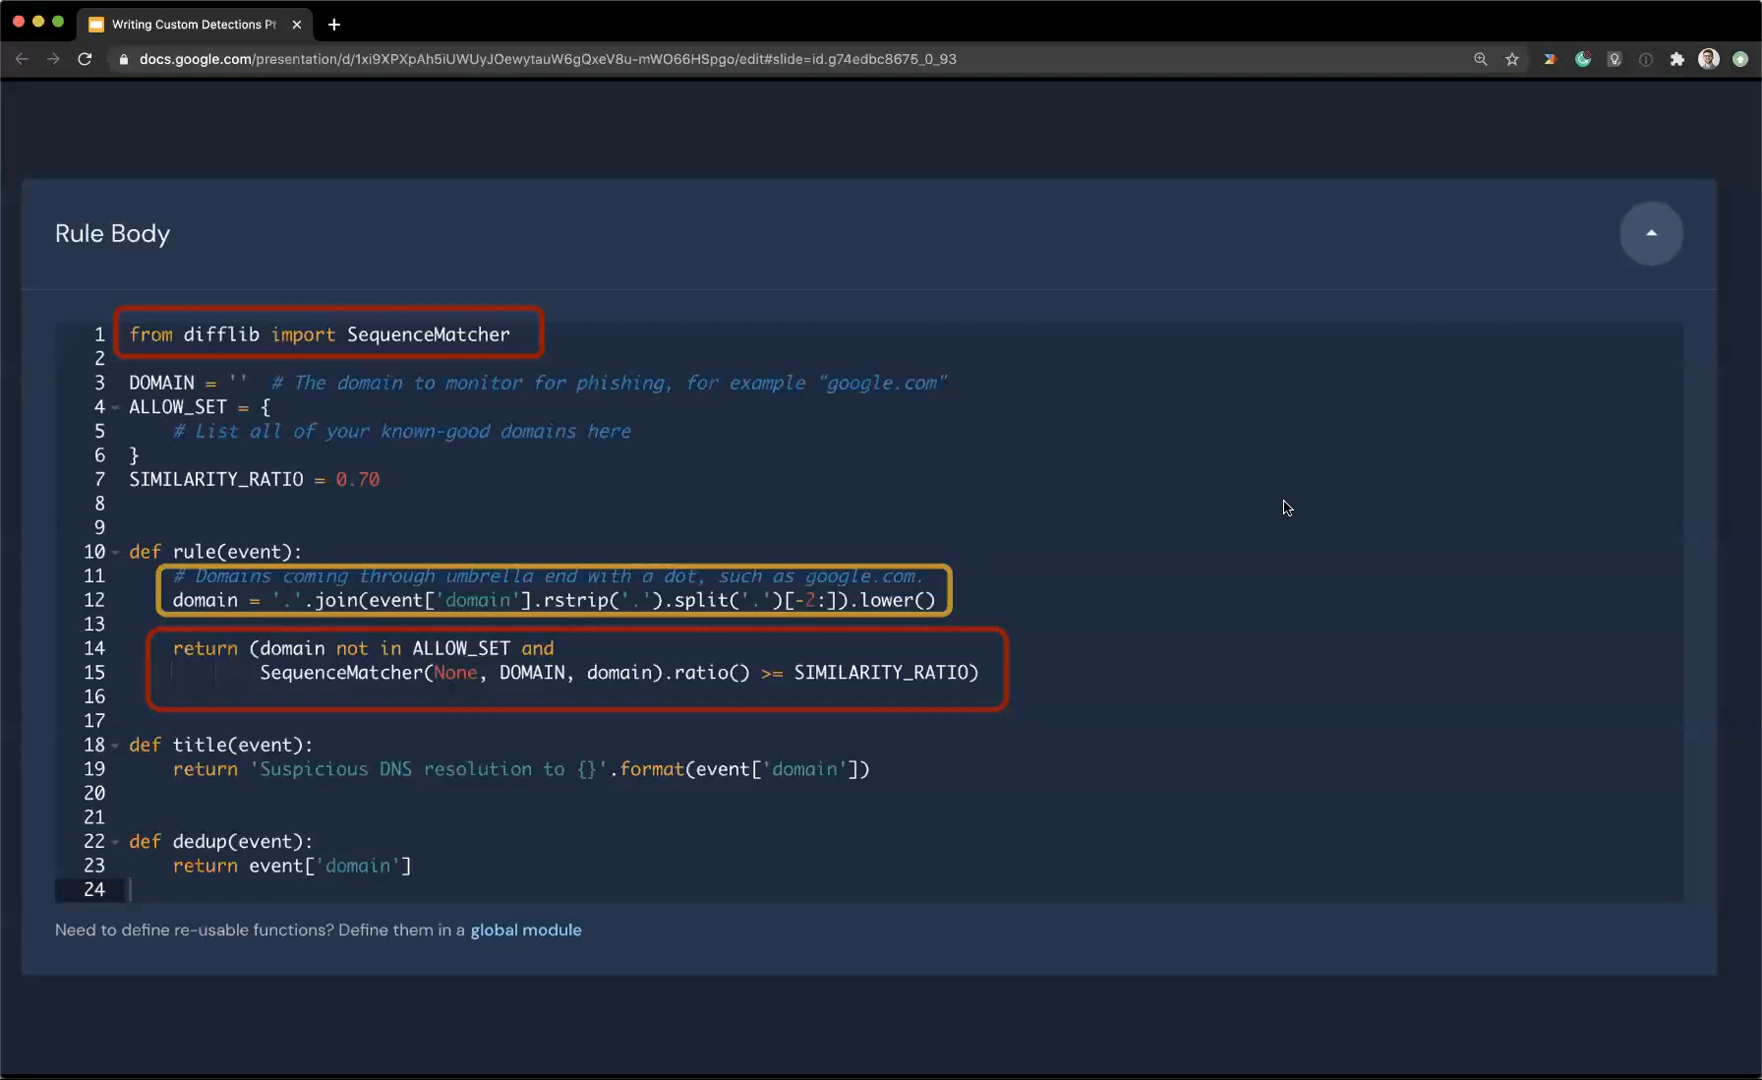 Writing Custom Detections Pt
docs.google.com/presentation/d/1xi9XPXpAh5iUWUyJOewytauW6gQxeV8u-mWO66HSpgo/edit#slide=id.g74edbc8675_0_93
Rule Body
1 from difflib import SequenceMatcher
2
3 DOMAIN = '' # The domain to monitor for phishing, for example "google.com"
4 ALLOW_SET = {
5 # List all of your known-good domains here
6 }
7 SIMILARITY_RATIO = 0.70
8
9
10 def rule(event):
11 # Domains coming through umbrella end with a dot, such as google.com.
12 domain = '.'.join(event['domain'].rstrip('.').split('.')[-2:]).lower()
13
14 return (domain not in ALLOW_SET and
15 SequenceMatcher(None, DOMAIN, domain).ratio() >= SIMILARITY_RATIO)
16
17
18 def title(event):
19 return 'Suspicious DNS resolution to {}'.format(event['domain'])
20
21
22 def dedup(event):
23 return event['domain']
24
Need to define re-usable functions? Define them in a global module